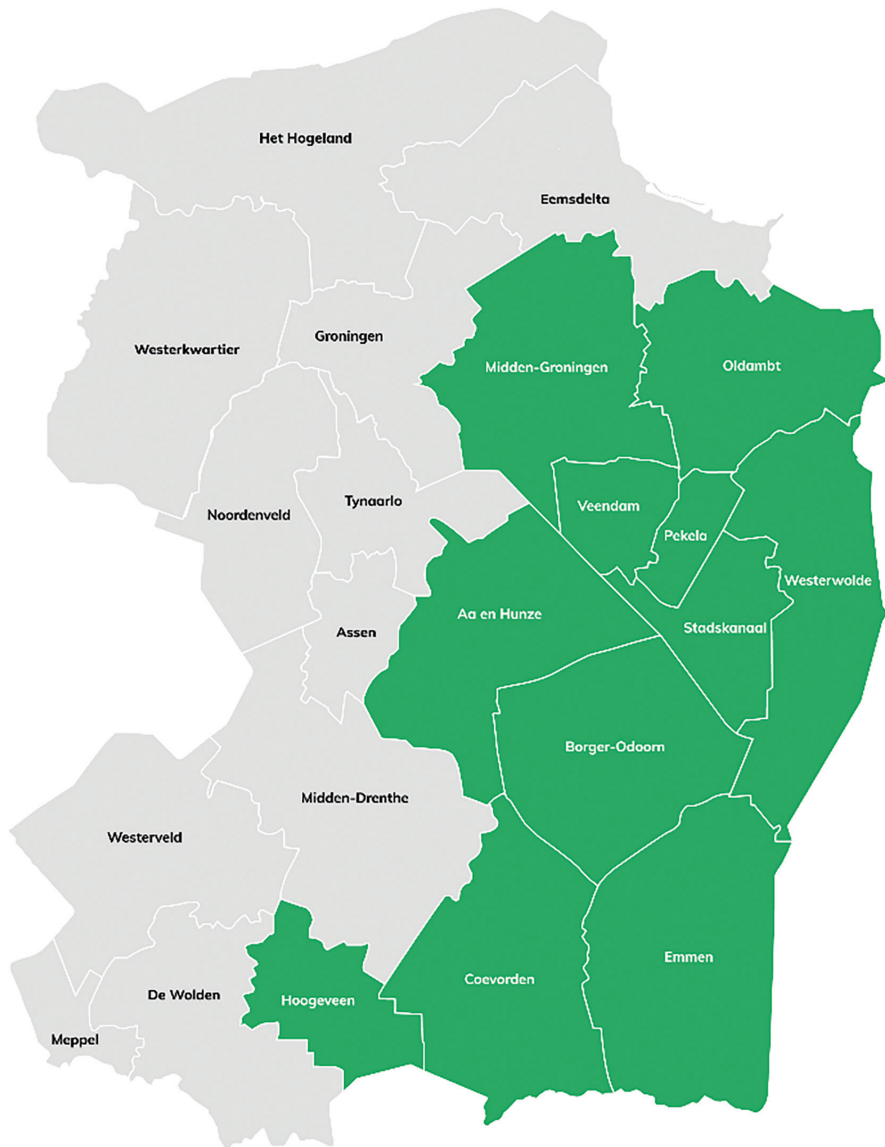 Het Hogeland
Eemsdelta
Groningen
Westerkwartier
Midden-Groningen
Oldambt
Tynaarlo
Noordenveld
Veendam
Pekela
Westerwolde
Aa en Hunze
Stadskanaal
Assen
Borger-Odoorn
Midden-Drenthe
Westerveld
Emmen
Coevorden
De Wolden
Hoogeveen
Meppel